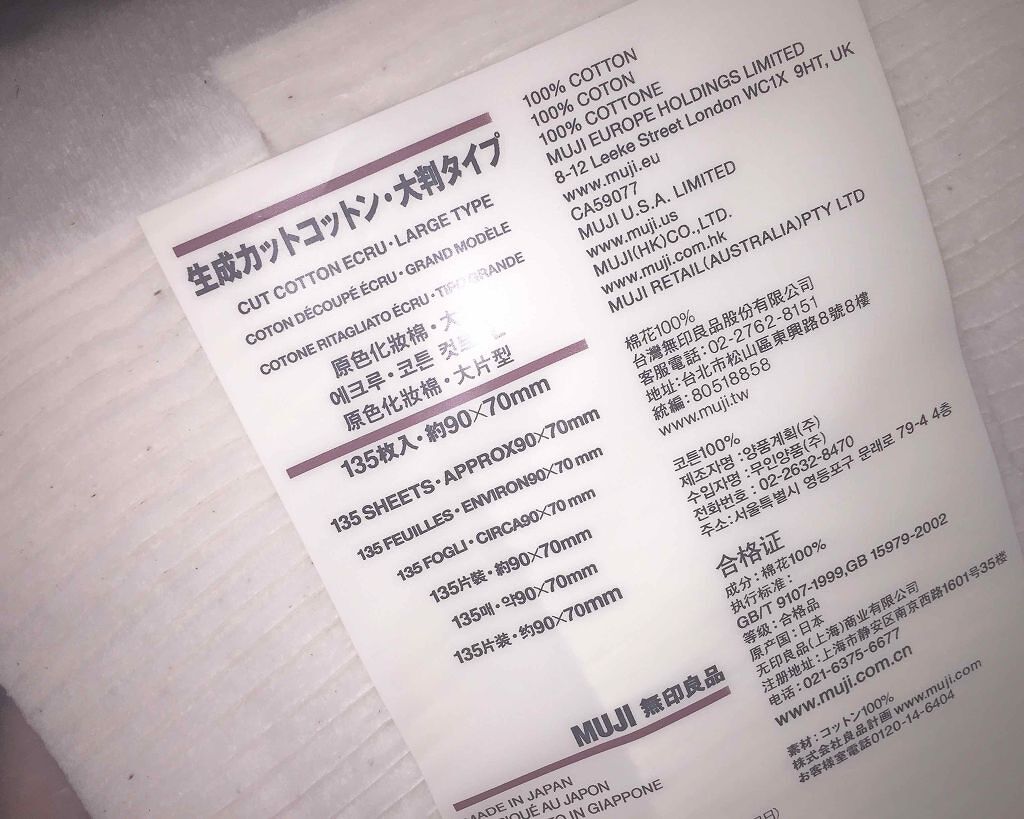 生成カットコットン・大判タイプ
CUT COTTON ECRU・LARGE TYPE
COTON DÉCOUPÉ ÉCRU・GRAND MODÈLE
COTONE RITAGLIATO ÉCRU・TIPO GRANDE
原色化妝棉・大
에크루・코튼 컷
原色化妝棉・大片型
135枚入・約90×70mm
135 SHEETS・APPROX90×70mm
135 FEUILLES・ENVIRON90×70 mm
135 FOGLI・CIRCA90×70 mm
135片裝・約90×70mm
135매・약90×70mm
135片装・约90×70mm
MUJI 無印良品
MADE IN JAPAN
IQUÉ AU JAPON
TO IN GIAPPONE
100% COTTON
100% COTON
100% COTTONE
MUJI EUROPE HOLDINGS LIMITED
8-12 Leeke Street London WC1X 9HT, UK
www.muji.eu
CA59077
MUJI U.S.A. LIMITED
www.muji.us
MUJI(HK)CO.,LTD.
www.muji.com.hk
MUJI RETAIL(AUSTRALIA)PTY LTD
棉花100%
台灣無印良品股份有限公司
客服電話:02-2762-8151
地址:台北市松山區東興路8號8樓
統編:80518858
www.muji.tw
코튼100%
제조자명 :양품계획(주)
수입자명 :무인양품(주)
전화번호 : 02-2632-8470
주소:서울특별시 영등포구 문래로 79-4 4층
合格证
成分：棉花100%
执行标准：
GB/T 9107-1999,GB 15979-2002
等级：合格品
原产国：日本
无印良品(上海)商业有限公司
注册地址：上海市静安区南京西路1601号35楼
电话：021-6375-6677
www.muji.com.cn
素材：コットン100%
株式会社良品計画 www.muji.com
お客様室電話0120-14-6404